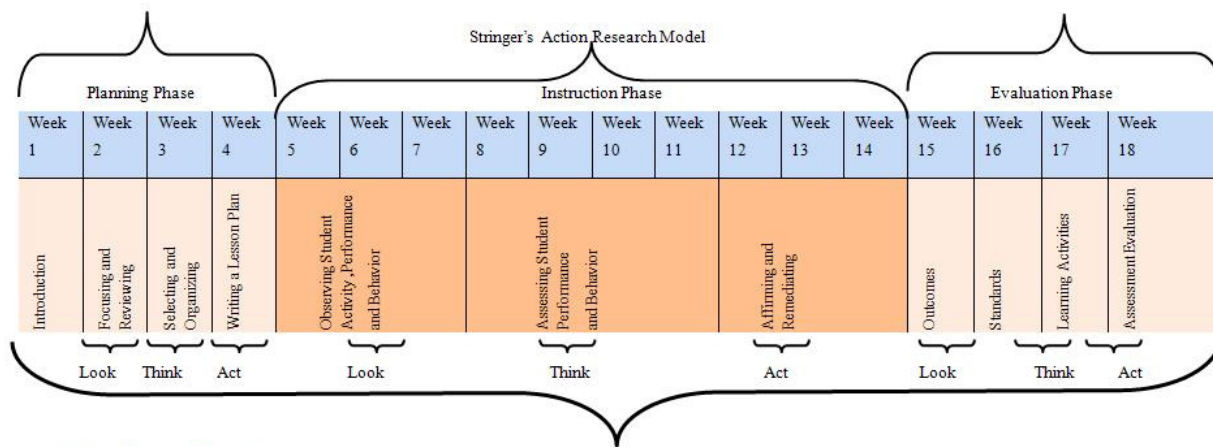 Stringer's Action Research Model
Planning Phase
Instruction Phase
Evaluation Phase
Week 1
Week 2
Week 3
Week 4
Week 5
Week 6
Week 7
Week 8
Week 9
Week 10
Week 11
Week 12
Week 13
Week 14
Week 15
Week 16
Week 17
Week 18
Introduction
Focusing and
Reviewing
Selecting and
Organizing
Writing a Lesson Plan
Observing Student
Activity ,Performance
and Behavior
Assessing Student
Performance
and Behavior
Affirming and
Remediating
Outcomes
Standards
Learning Activities
Assessment Evaluation
Look
Think
Act
Look
Think
Act
Look
Think
Act